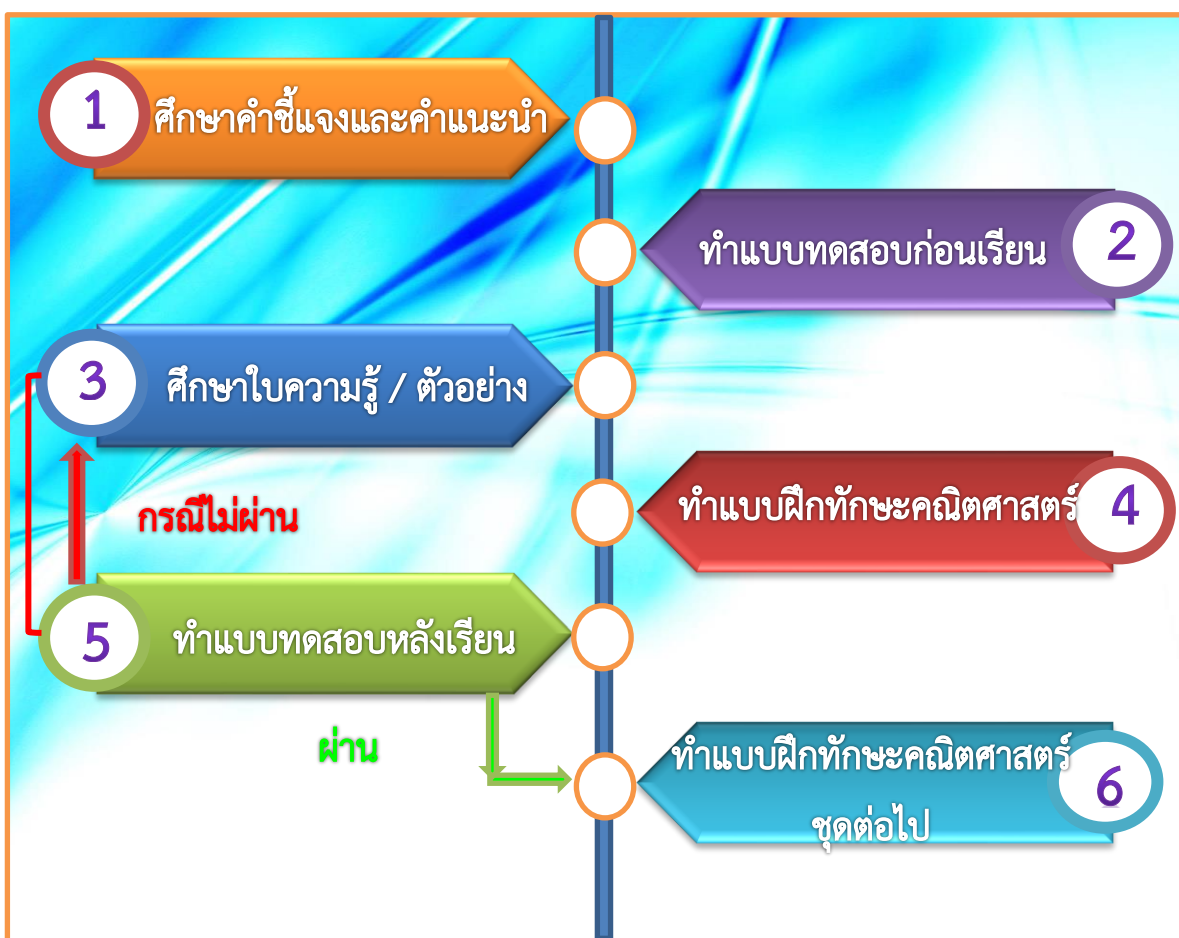 1
ศึกษาคำชี้แจงและคำแนะนำ
ทำแบบทดสอบก่อนเรียน
2
3
ศึกษาใบความรู้ / ตัวอย่าง
ทำแบบฝึกทักษะคณิตศาสตร์
4
กรณีไม่ผ่าน
5
ทำแบบทดสอบหลังเรียน
ผ่าน
ทำแบบฝึกทักษะคณิตศาสตร์
ชุดต่อไป
6